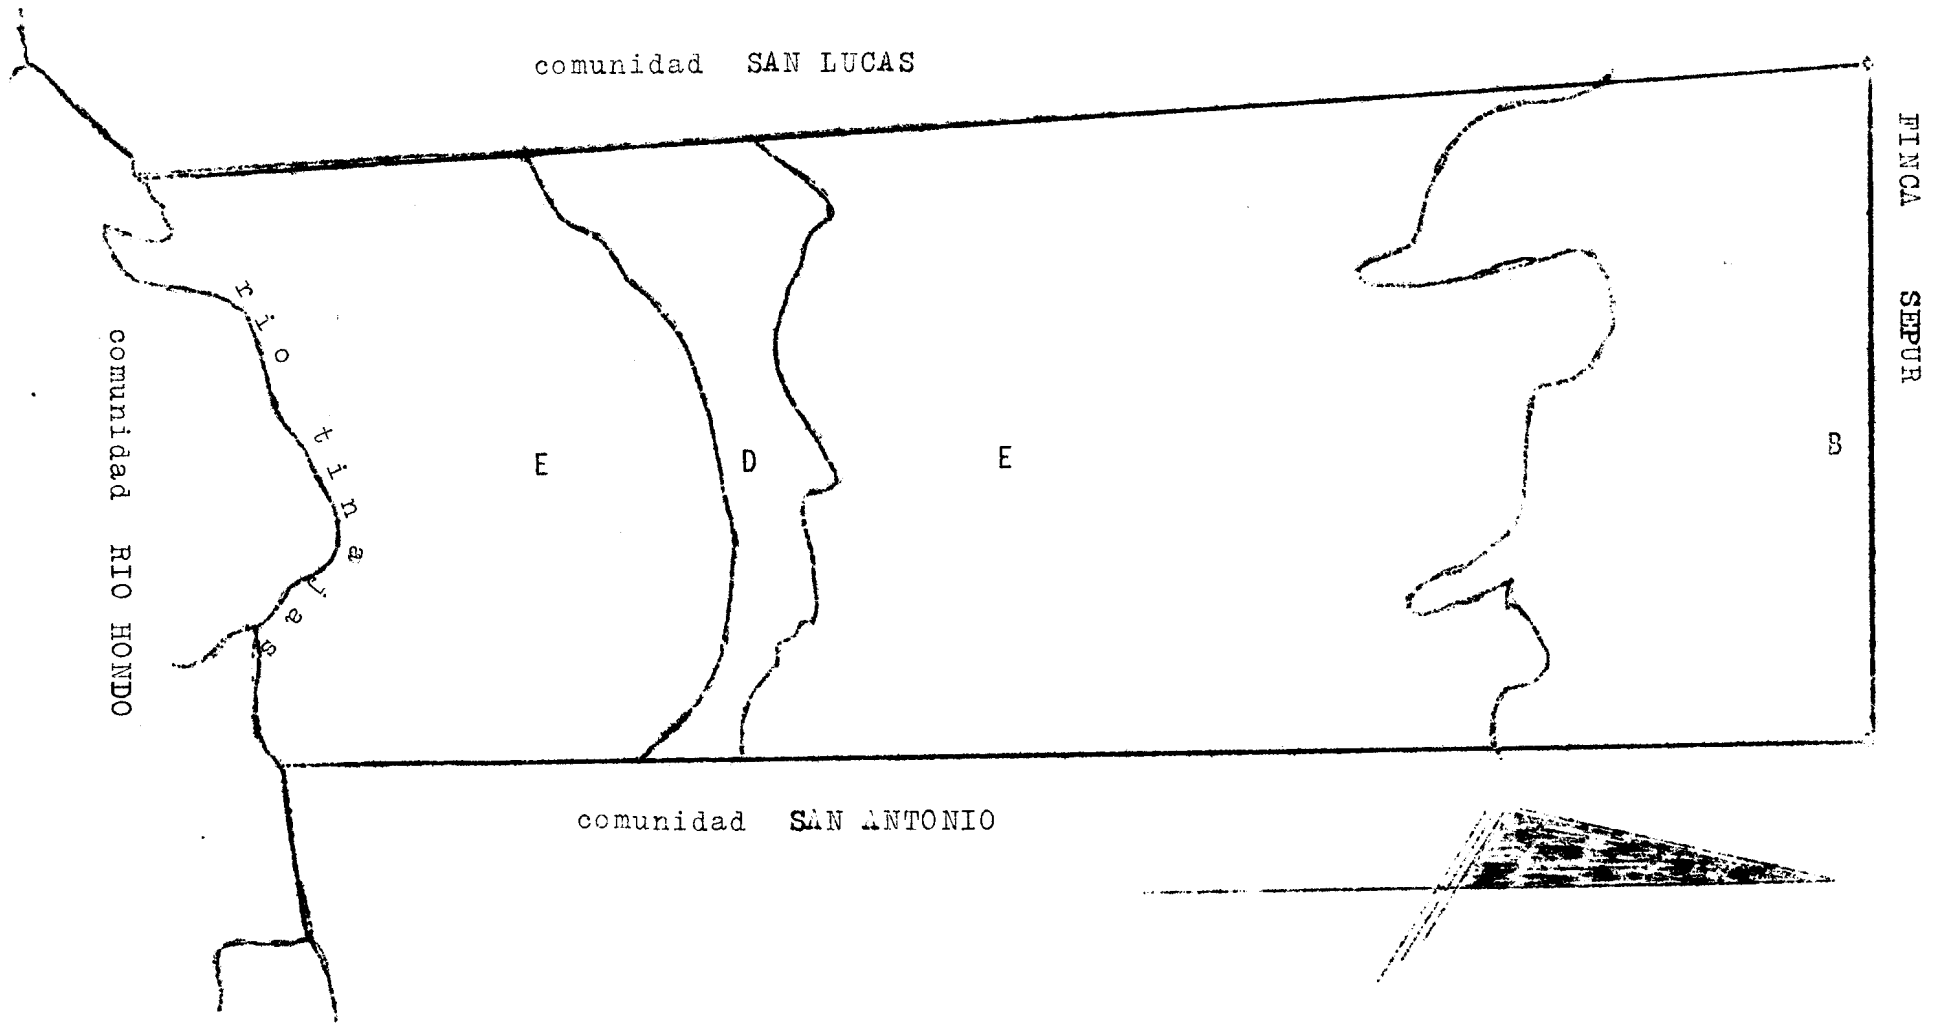 comunidad SAN LUCAS
FINCA SEPUR
rio tinajas
comunidad RIO HONDO
E
D
E
B
comunidad SAN ANTONIO